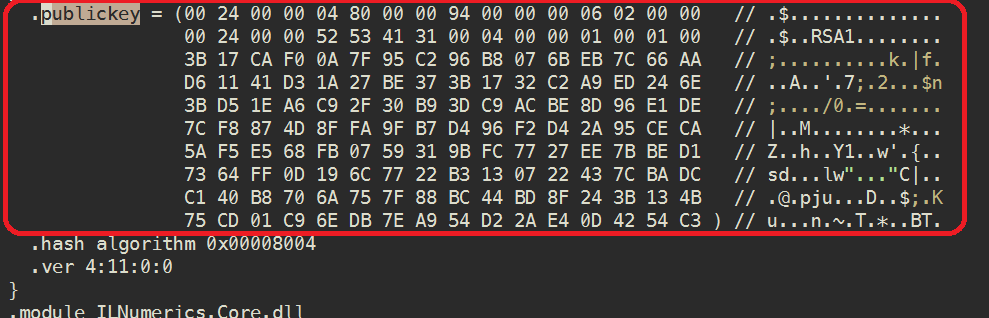 .publickey = (00 24 00 00 04 80 00 00 94 00 00 00 06 02 00 00 // .$..............
00 24 00 00 52 53 41 31 00 04 00 00 01 00 01 00 // .$..RSA1........
3B 17 CA F0 0A 7F 95 C2 96 B8 07 6B EB 7C 66 AA // ;..........k.|f.
D6 11 41 D3 1A 27 BE 37 3B 17 32 C2 A9 ED 24 6E // ..A..'.7;.2...$n
3B D5 1E A6 C9 2F 30 B9 3D C9 AC BE 8D 96 E1 DE // ;..../0.=.......
7C F8 87 4D 8F FA 9F B7 D4 96 F2 D4 2A 95 CE CA // |..M........*...
5A F5 E5 68 FB 07 59 31 9B FC 77 27 EE 7B BE D1 // Z..h..Y1..w'.{..
73 64 FF 0D 19 6C 77 22 B3 13 07 22 43 7C BA DC // sd...lw"..."C|..
C1 40 B8 70 6A 75 7F 88 BC 44 BD 8F 24 3B 13 4B // .@.pju...D..$;.K
75 CD 01 C9 6E DB 7E A9 54 D2 2A E4 0D 42 54 C3 ) // u...n.~.T.*..BT.
.hash algorithm 0x00008004
.ver 4:11:0:0
}
.module ILNumerics.Core.dll